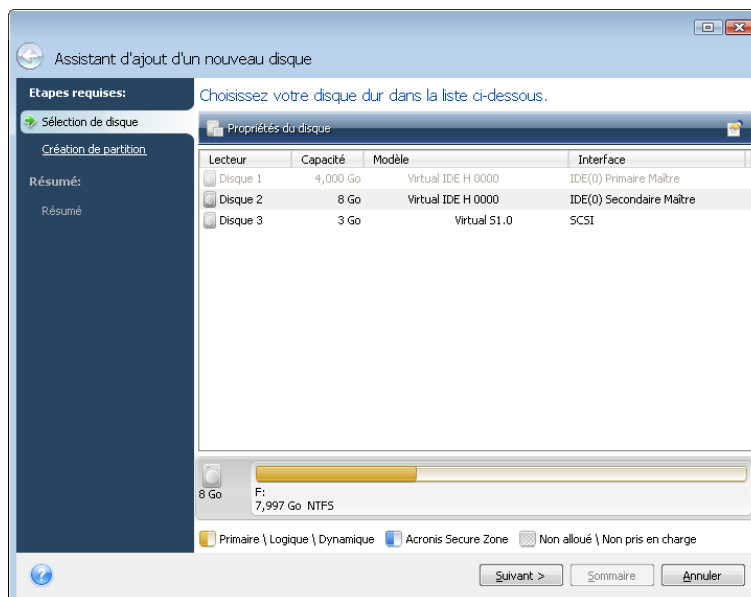 Assistant d'ajout d'un nouveau disque
Etapes requises:
Sélection de disque
Création de partition
Résumé:
Résumé
Choisissez votre disque dur dans la liste ci-dessous.
Propriétés du disque
Lecteur Capacité Modèle Interface
Disque 1 4,000 Go Virtual IDE H 0000 IDE(0) Primaire Maître
Disque 2 8 Go Virtual IDE H 0000 IDE(0) Secondaire Maître
Disque 3 3 Go Virtual S1.0 SCSI
8 Go
F:
7,997 Go NTFS
Primaire \ Logique \ Dynamique Acronis Secure Zone Non alloué \ Non pris en charge
? Suivant > Sommaire Annuler